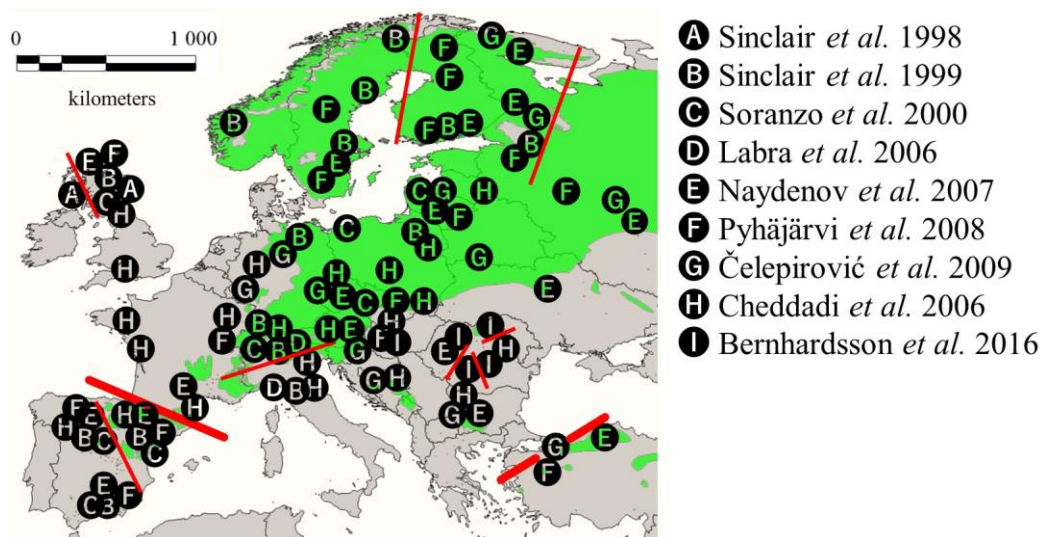 0 1 000
kilometers
A Sinclair et al. 1998
B Sinclair et al. 1999
C Soranzo et al. 2000
D Labra et al. 2006
E Naydenov et al. 2007
F Pyhäjärvi et al. 2008
G Čelepirović et al. 2009
H Cheddadi et al. 2006
I Bernhardsson et al. 2016
B F G E
F
B E
F G
B F B E B
B F
E
F
E F
B
A A
C
H
H
C G H F G
E F E
B H
C
B
G
H
H H G
G G E C F H E
H B H H E H
H F C B D G F I
D B H H
E I I
I I H
G H H
G E
E
H
F H E F
H E B F
B C C
E F
C 3
G E
F